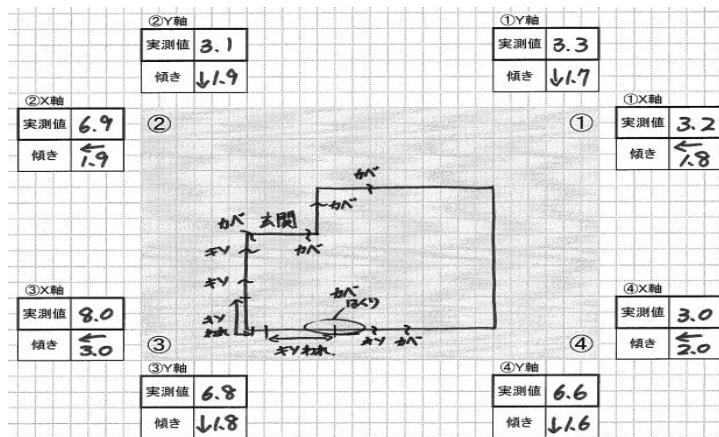 ②Y軸
実測値 3.1
傾き ↓1.9
①Y軸
実測値 3.3
傾き ↓1.7
②X軸
実測値 6.9
傾き ←1.9
①X軸
実測値 3.2
傾き ←1.8
②
①
カベ
カベ
カベ 玄関
カベ
キソ
キソ
キソ
われ
カベ
はくり
キソわれ
キソ カベ
③X軸
実測値 8.0
傾き ←3.0
④X軸
実測値 3.0
傾き ←2.0
③
④
③Y軸
実測値 6.8
傾き ↓1.8
④Y軸
実測値 6.6
傾き ↓1.6